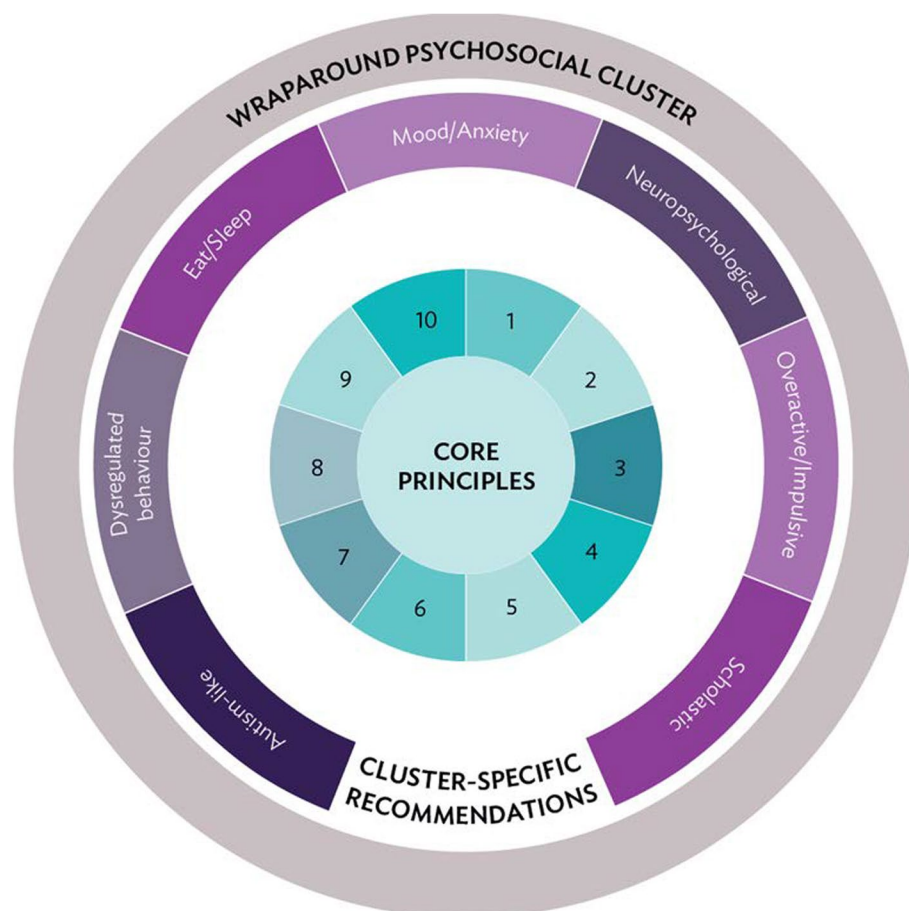 WRAPAROUND PSYCHOSOCIAL CLUSTER
Mood/Anxiety
Neuropsychological
Overactive/Impulsive
Scholastic
CLUSTER-SPECIFIC
RECOMMENDATIONS
Autism-like
Dysregulated
behaviour
Eat/Sleep
1
2
3
4
5
6
7
8
9
10
CORE
PRINCIPLES